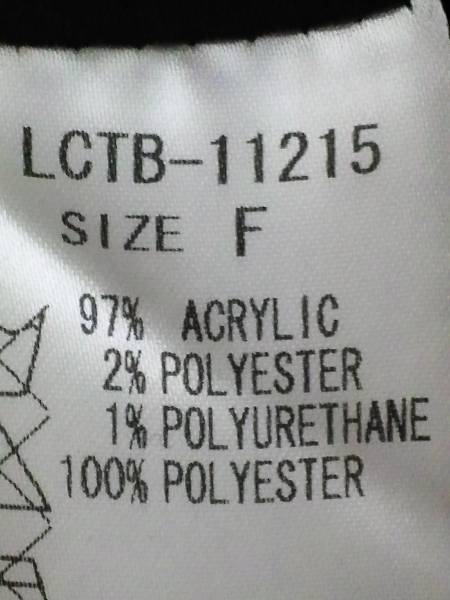 LCTB-11215
SIZE F
97% ACRYLIC
2% POLYESTER
1% POLYURETHANE
100% POLYESTER